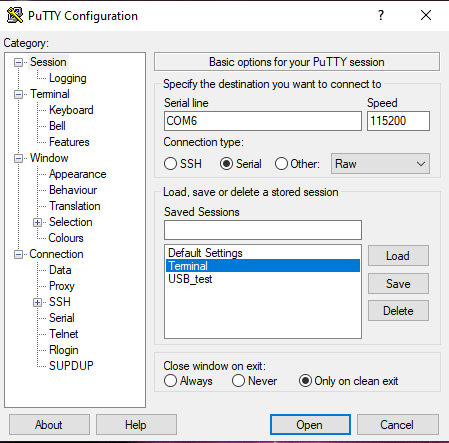 PuTTY Configuration
?
Category:
Session
Logging
Terminal
Keyboard
Bell
Features
Window
Appearance
Behaviour
Translation
Selection
Colours
Connection
Data
Proxy
SSH
Serial
Telnet
Rlogin
SUPDUP
Basic options for your PuTTY session
Specify the destination you want to connect to
Serial line Speed
COM6 115200
Connection type:
SSH Serial Other: Raw
Load, save or delete a stored session
Saved Sessions
Default Settings
Terminal
USB_test
Load
Save
Delete
Close window on exit:
Always Never Only on clean exit
About Help Open Cancel